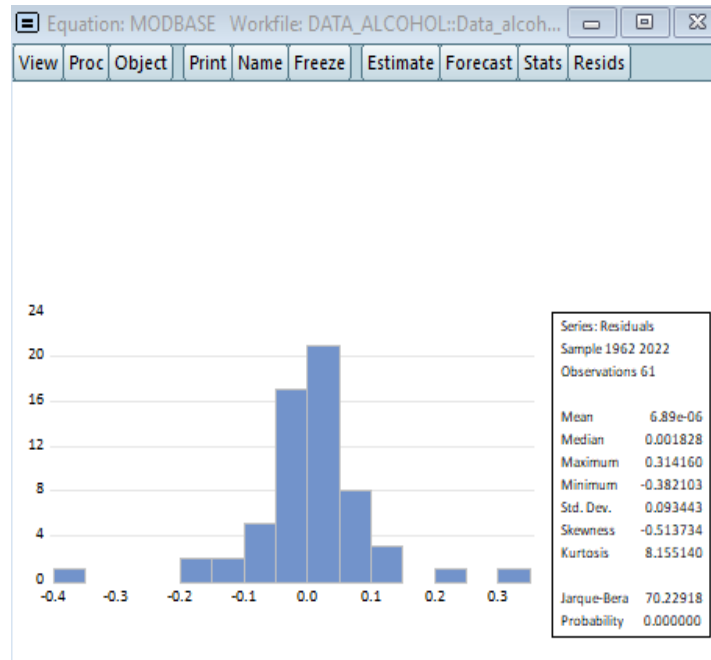 Equation: MODBASE Workfile: DATA_ALCOHOL::Data_alcoh...
View Proc Object Print Name Freeze Estimate Forecast Stats Resids
24
20
16
12
8
4
0
-0.4 -0.3 -0.2 -0.1 0.0 0.1 0.2 0.3
Series: Residuals
Sample 1962 2022
Observations 61
Mean 6.89e-06
Median 0.001828
Maximum 0.314160
Minimum -0.382103
Std. Dev. 0.093443
Skewness -0.513734
Kurtosis 8.155140
Jarque-Bera 70.22918
Probability 0.000000